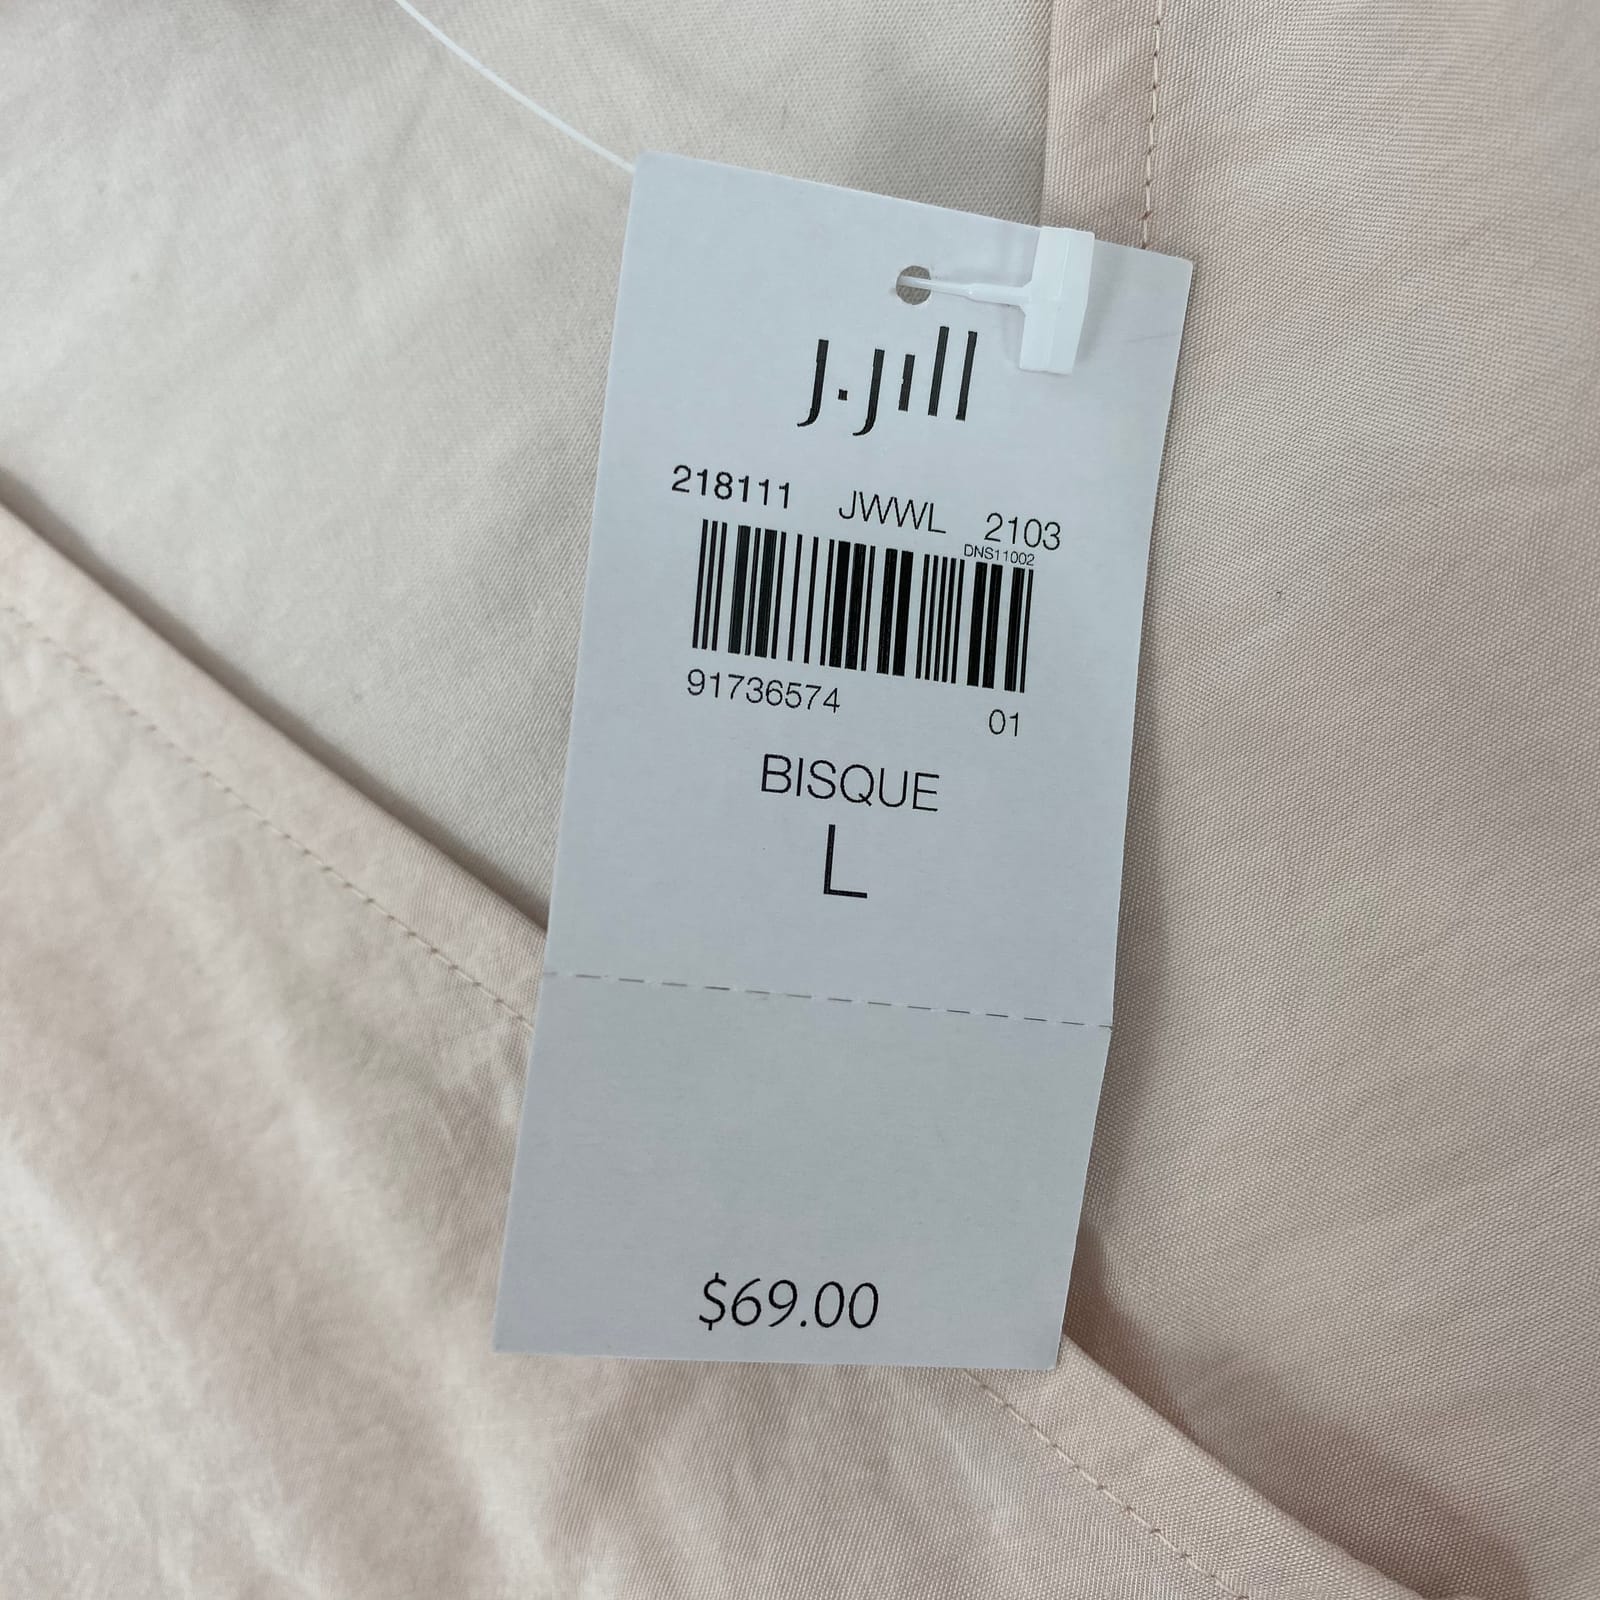 J.Jill
218111 JWWL 2103
DNS11002
91736574 01
BISQUE
L
$69.00